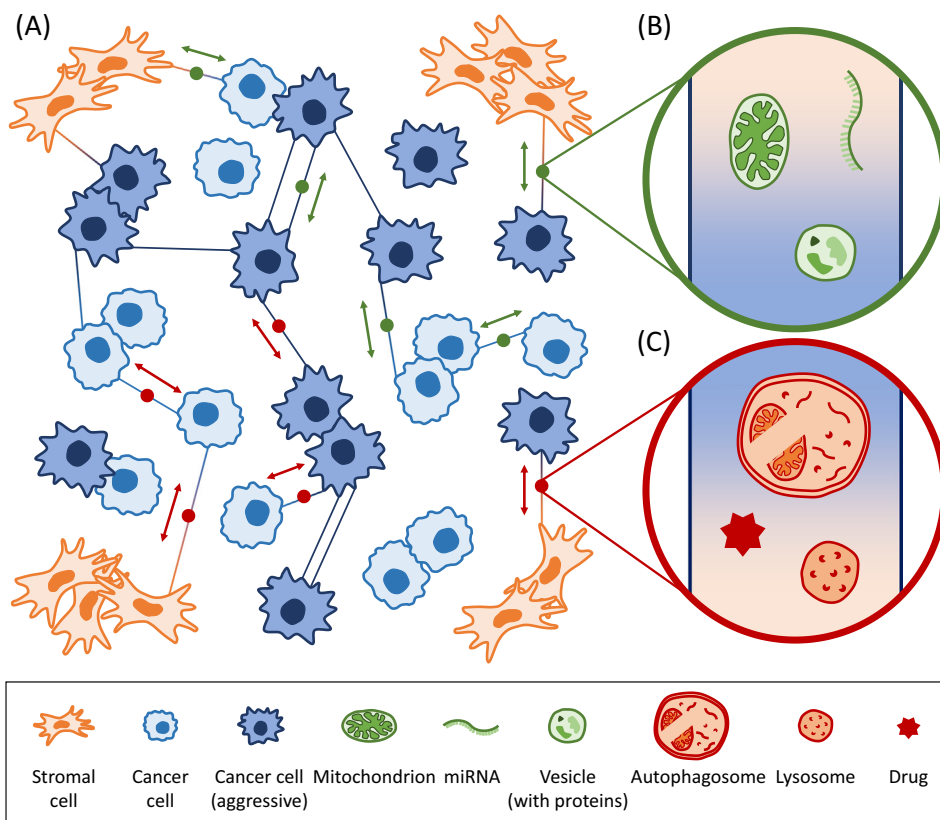 (A)
(B)
(C)
Stromal
cell
Cancer
cell
Cancer cell
(aggressive)
Mitochondrion
miRNA
Vesicle
(with proteins)
Autophagosome
Lysosome
Drug